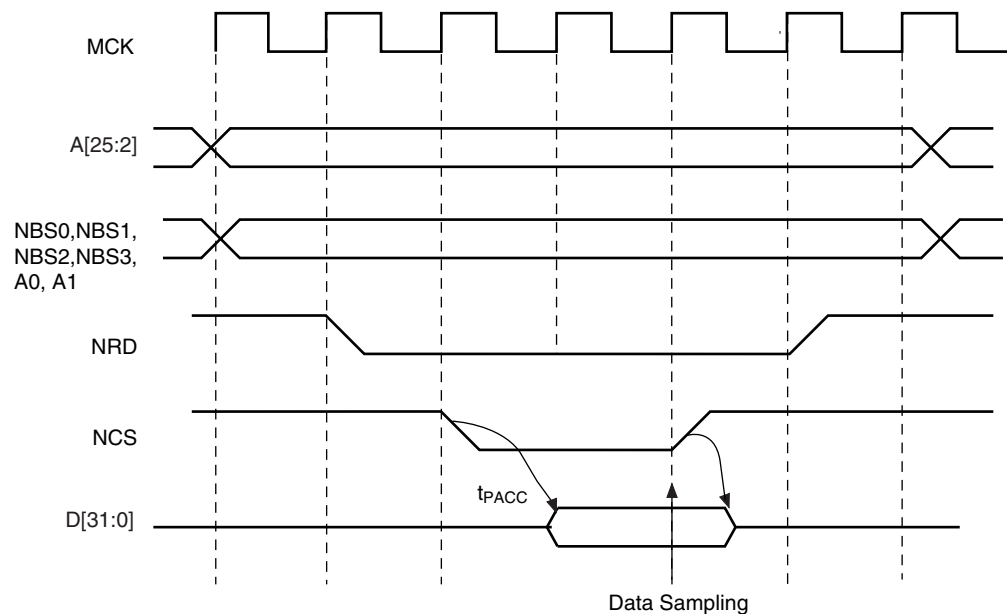 MCK
A[25:2]
NBS0,NBS1,
NBS2,NBS3,
A0, A1
NRD
NCS
tPACC
D[31:0]
Data Sampling